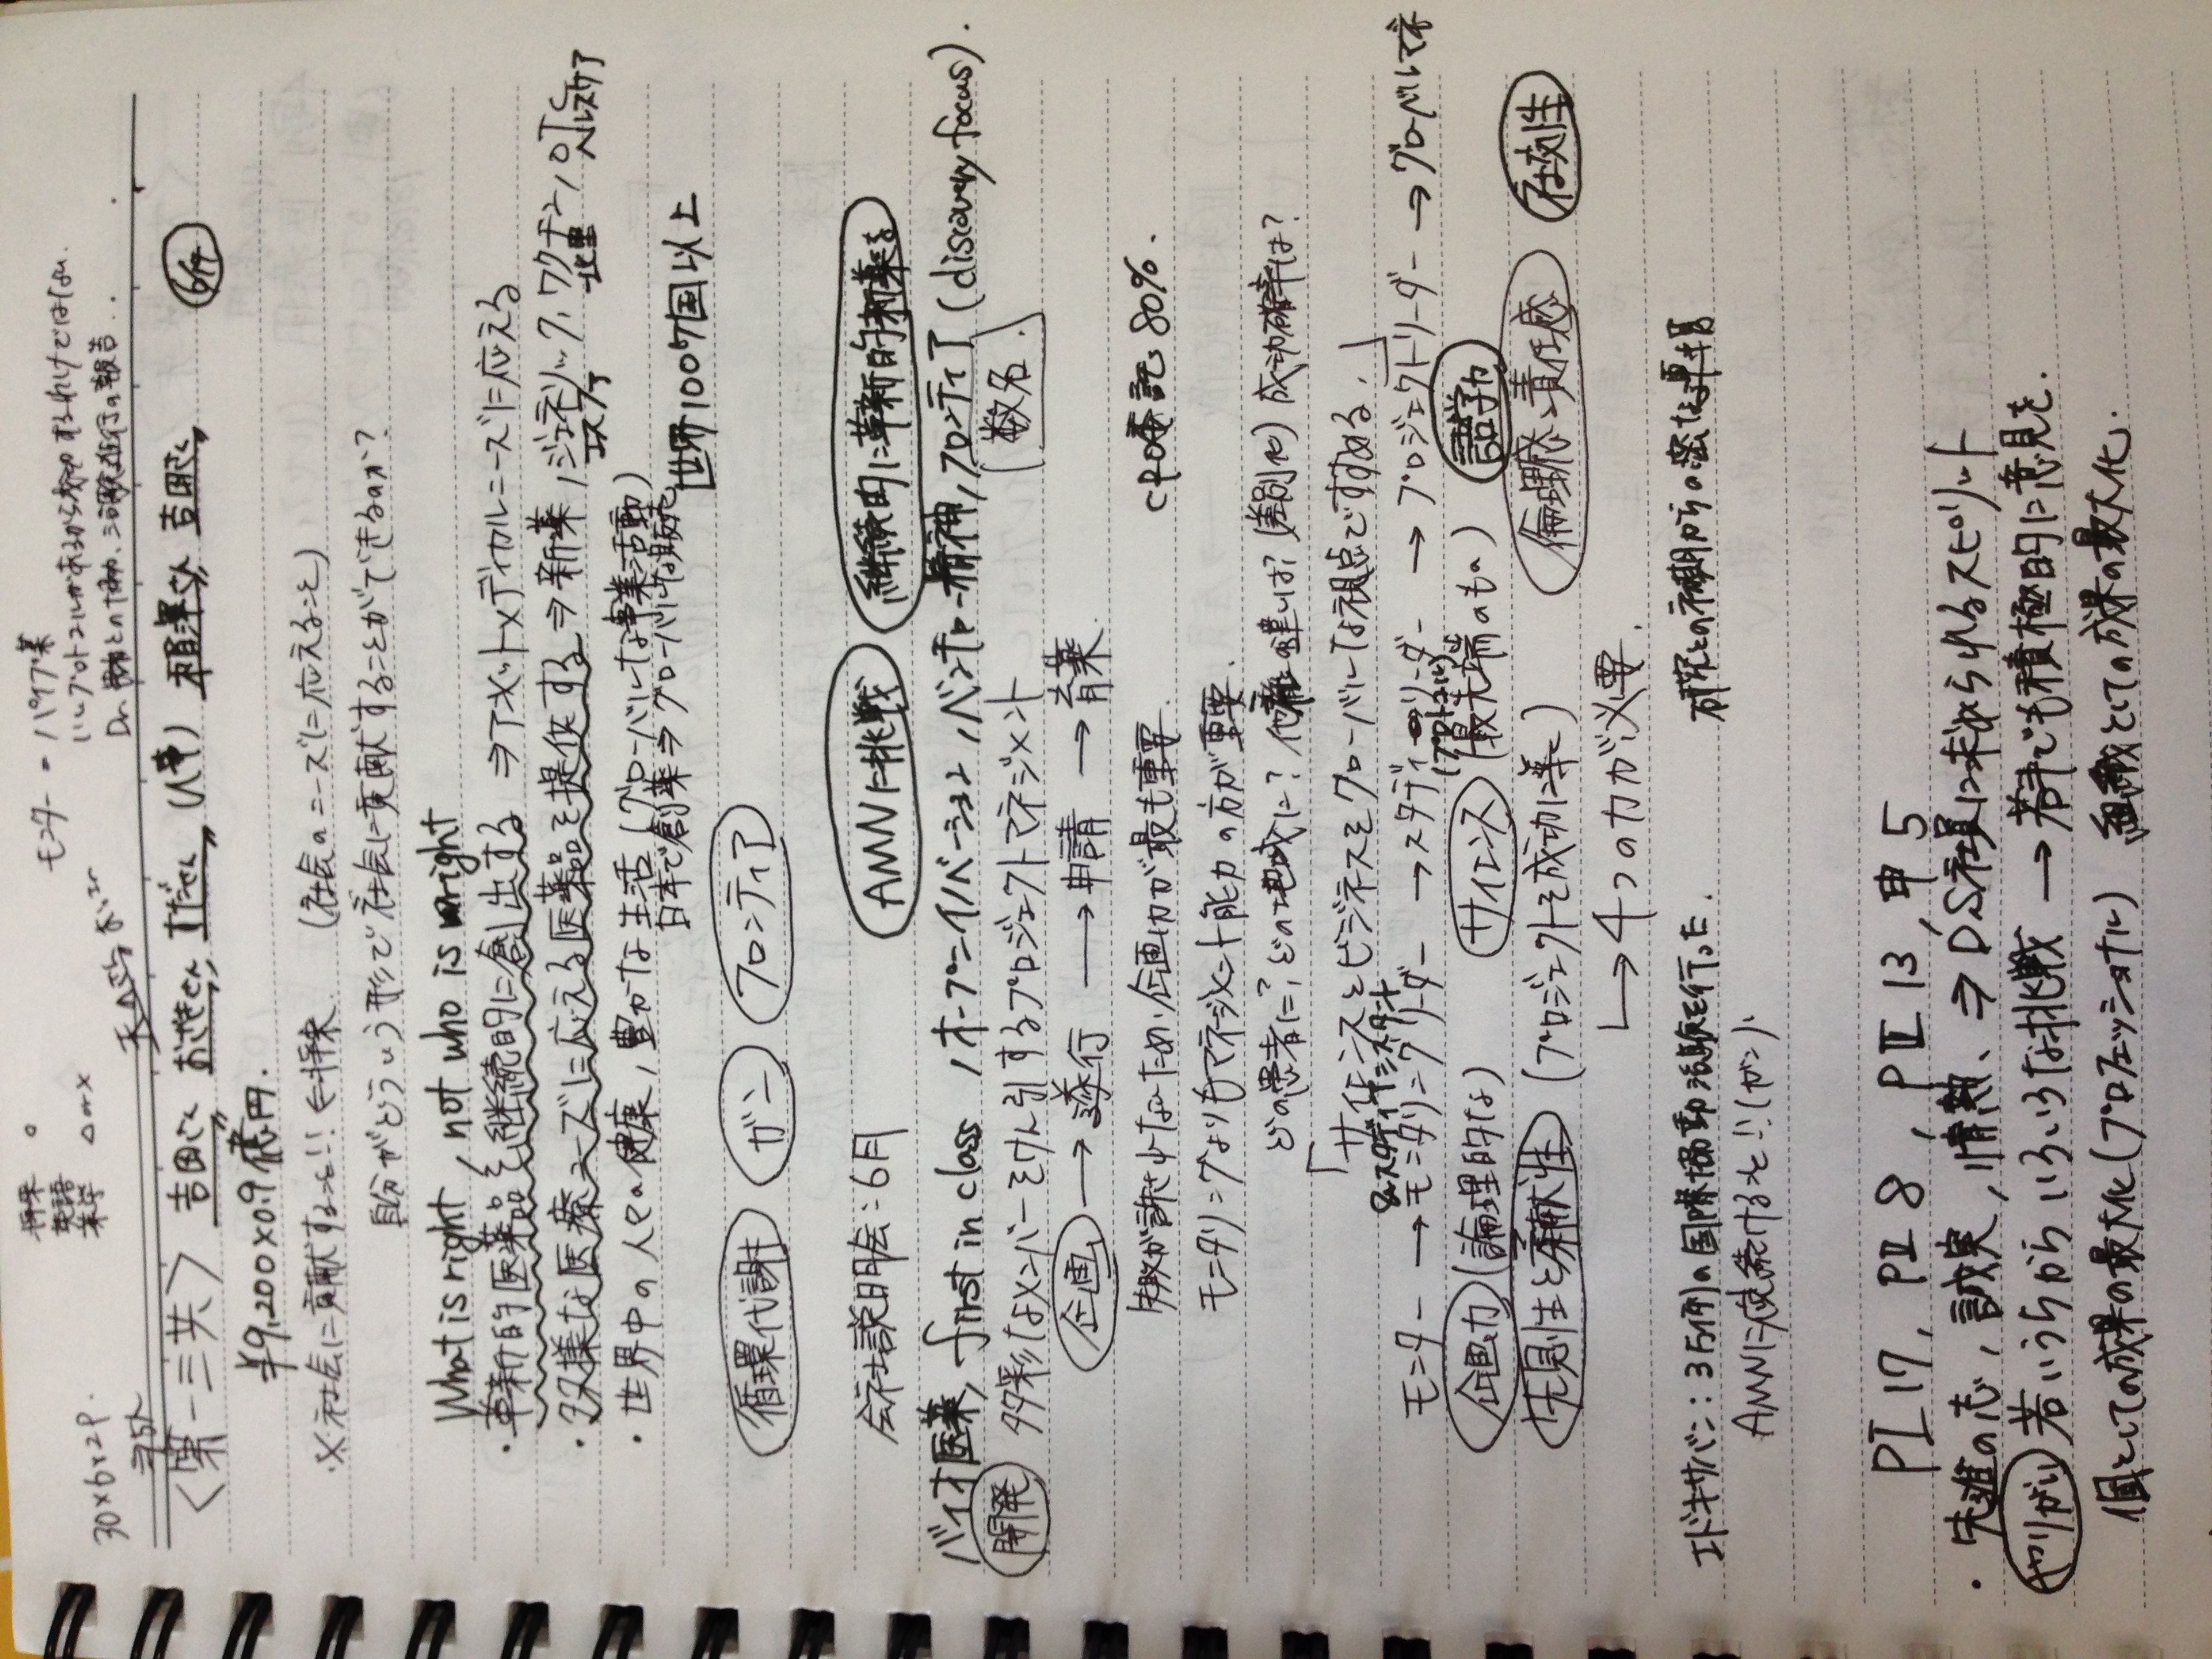 将来 ○
英語
薬学 △or×
30×6×2P.
⇒5人
モニター = パイプ薬
いいプロトコルがあるから成功するわけではない.
Dr. 患者との協力、治験進行の報告..
<第一三共> 吉田さん おざきさん すださん (人事) 相澤さん 吉田さん 6/14
¥9,200×0.9億円.
※社会に貢献すること!! ⇐将来 (社会のニーズに応えること)
自分がどういう形で社会に貢献することができるのか?
What is right, not who is right
・革新的医薬品を継続的に創出する ⇒アンメットメディカルニーズに応える
・多様な医療ニーズに応える医薬品を提供する ⇒ 新薬, ジェネリック, ワクチン, OTC
エスファ 北里 ヘルスケア
・世界中の人々の健康, 豊かな生活 (グローバルな事業活動)
日本で創薬 ⇒ グローバルな販売 世界100ヶ国以上
循環代謝 ガン フロンティア
会社説明会:6月 AMNに挑戦 継続的に革新的新薬を
バイオ医薬, first in class, オープンイノベーション, ベンチャー精神, フロンティア (discovery focus).
開発 多彩なメンバーをけん引するプロジェクトマネジメント [数名.]
企画 → 遂行 → 申請 → 育薬.
失敗が許されないため、企画力が最も重要. CRO委託 80%.
モニタリングよりもマネージメント能力の方が重要.
どの患者に? どの地域に? 他薬との違いは? (差別化) 成功確率は?
「サイエンスとビジネスをグローバルな視点ですすめる.」
&スタディアシスタント
モニター → モニタリングリーダー → スタディーリーダー → プロジェクトリーダー → グローバルマネ
(プロトコル)
企画力 (論理的な) サイエンス (最先端のもの) 語学力
先見性と貢献性 (プロジェクトを成功に導く) 倫理感と責任感 社交性
↳ 4つの力が必要.
エドキサバン:3万例の国際協働治験を行った. 研究との初期からの密な連携
AMNに応え続けること!! (ガン).
PⅠ 17, PⅡ 8, PⅢ 13, 申 5
・先進の志, 誠実, 情熱、⇒ DS社員に求められるスピリット
やりがい 若いうちからいろいろな挑戦 → 若手でも積極的に意見を.
個としての成果の最大化 (プロフェッショナル) 組織としての成果の最大化.